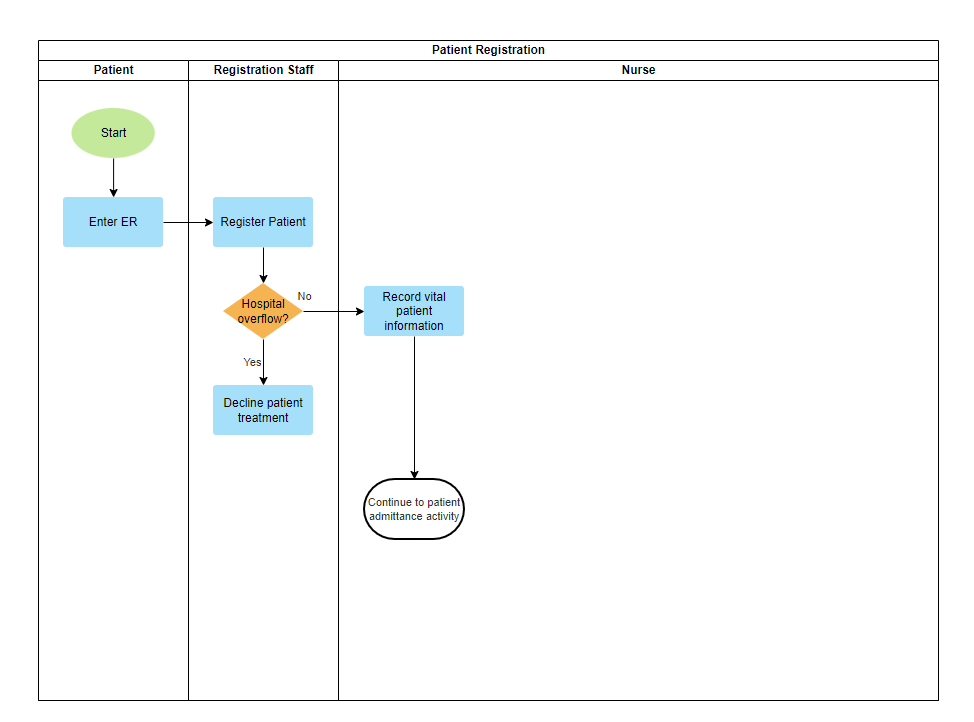 Patient Registration
Patient
Registration Staff
Nurse
Start
Enter ER
Register Patient
Hospital
overflow?
No
Record vital
patient
information
Yes
Decline patient
treatment
Continue to patient
admittance activity